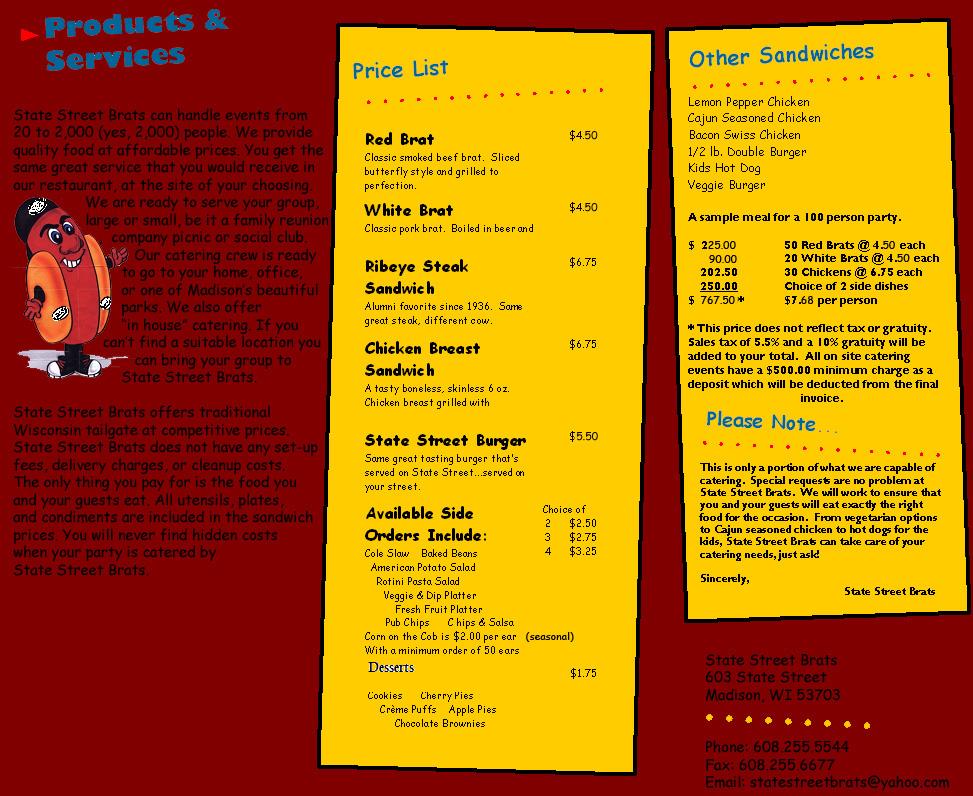 Products &
Services
State Street Brats can handle events from
20 to 2,000 (yes, 2,000) people. We provide
quality food at affordable prices. You get the
same great service that you would receive in
our restaurant, at the site of your choosing.
We are ready to serve your group,
large or small, be it a family reunion
company picnic or social club.
Our catering crew is ready
to go to your home, office,
or one of Madison's beautiful
parks. We also offer
"in house" catering. If you
can't find a suitable location you
can bring your group to
State Street Brats.
State Street Brats offers traditional
Wisconsin tailgate at competitive prices.
State Street Brats does not have any set-up
fees, delivery charges, or cleanup costs.
The only thing you pay for is the food you
and your guests eat. All utensils, plates,
and condiments are included in the sandwich
prices. You will never find hidden costs
when your party is catered by
State Street Brats.
Price List
Red Brat $4.50
Classic smoked beef brat. Sliced
butterfly style and grilled to
perfection.
White Brat $4.50
Classic pork brat. Boiled in beer and
Ribeye Steak $6.75
Sandwich
Alumni favorite since 1936. Same
great steak, different cow.
Chicken Breast $6.75
Sandwich
A tasty boneless, skinless 6 oz.
Chicken breast grilled with
State Street Burger $5.50
Same great tasting burger that's
served on State Street...served on
your street.
Available Side Choice of
Orders Include: 2 $2.50
3 $2.75
Cole Slaw Baked Beans 4 $3.25
American Potato Salad
Rotini Pasta Salad
Veggie & Dip Platter
Fresh Fruit Platter
Pub Chips Chips & Salsa
Corn on the Cob is $2.00 per ear (seasonal)
With a minimum order of 50 ears
Desserts $1.75
Cookies Cherry Pies
Crème Puffs Apple Pies
Chocolate Brownies
Other Sandwiches
Lemon Pepper Chicken
Cajun Seasoned Chicken
Bacon Swiss Chicken
1/2 lb. Double Burger
Kids Hot Dog
Veggie Burger
A sample meal for a 100 person party.
$ 225.00 50 Red Brats @ 4.50 each
90.00 20 White Brats @ 4.50 each
202.50 30 Chickens @ 6.75 each
250.00 Choice of 2 side dishes
$ 767.50 * $7.68 per person
* This price does not reflect tax or gratuity.
Sales tax of 5.5% and a 10% gratuity will be
added to your total. All on site catering
events have a $500.00 minimum charge as a
deposit which will be deducted from the final
invoice.
Please Note...
This is only a portion of what we are capable of
catering. Special requests are no problem at
State Street Brats. We will work to ensure that
you and your guests will eat exactly the right
food for the occasion. From vegetarian options
to Cajun seasoned chicken to hot dogs for the
kids, State Street Brats can take care of your
catering needs, just ask!
Sincerely,
State Street Brats
State Street Brats
603 State Street
Madison, WI 53703
Phone: 608.255.5544
Fax: 608.255.6677
Email: statestreetbrats@yahoo.com